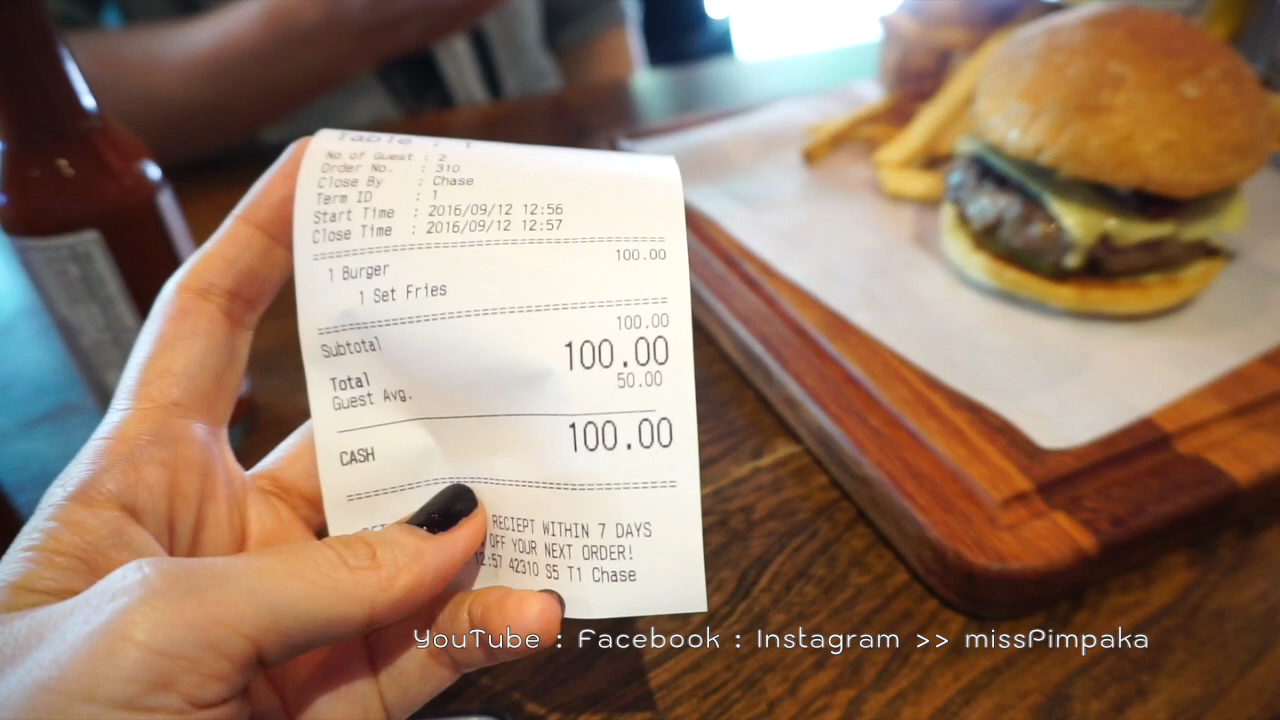 Table : 1
No of Guest : 2
Order No. : 310
Close By : Chase
Term ID : 1
Start Time : 2016/09/12 12:56
Close Time : 2016/09/12 12:57
1 Burger 100.00
1 Set Fries
Subtotal 100.00
Total 100.00
Guest Avg. 50.00
CASH 100.00
RECIEPT WITHIN 7 DAYS
OFF YOUR NEXT ORDER!
12:57 42310 S5 T1 Chase
YouTube : Facebook : Instagram >> missPimpaka